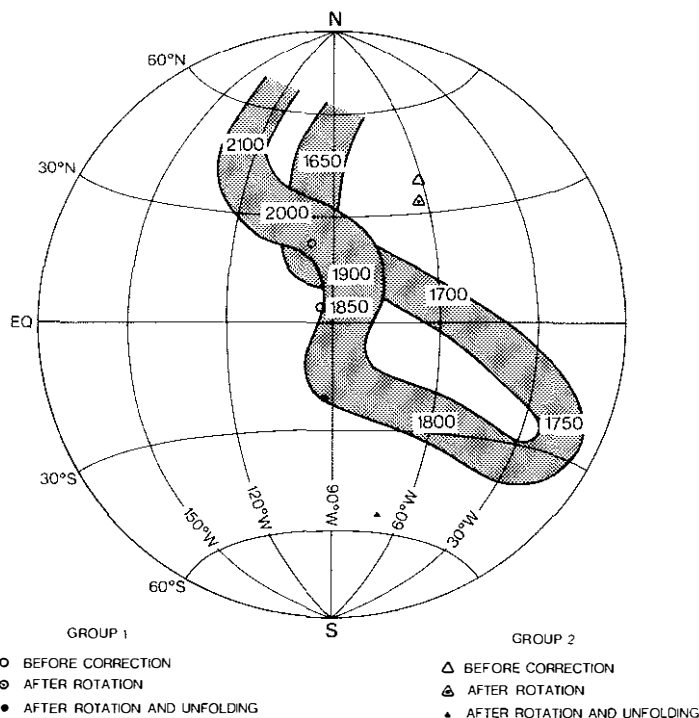 N
60°N
30°N
2100
1650
2000
1900
1850
1700
EQ
1800
1750
30°S
150°W
120°W
90°W
60°W
30°W
60°S
S
GROUP 1
BEFORE CORRECTION
AFTER ROTATION
AFTER ROTATION AND UNFOLDING
GROUP 2
BEFORE CORRECTION
AFTER ROTATION
AFTER ROTATION AND UNFOLDING